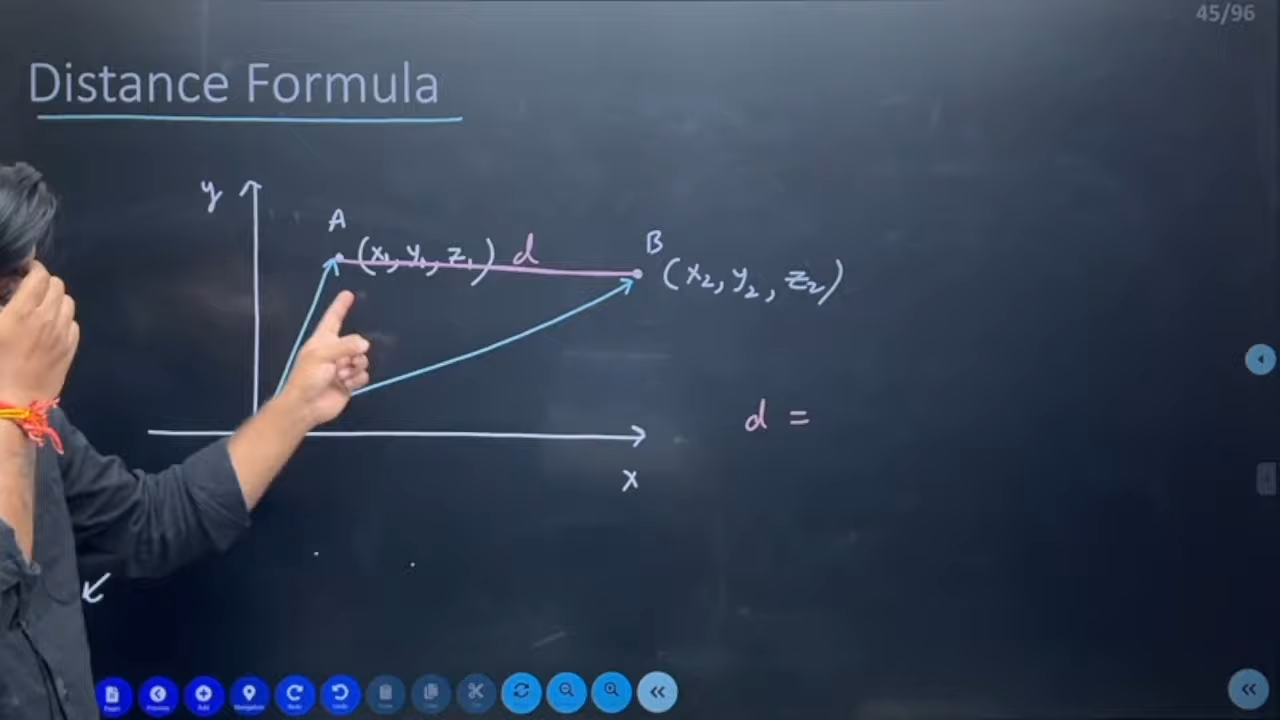 45/96
Distance Formula
y
A
(x₁, y₁, z₁) d
B
(x₂, y₂, z₂)
d =
x